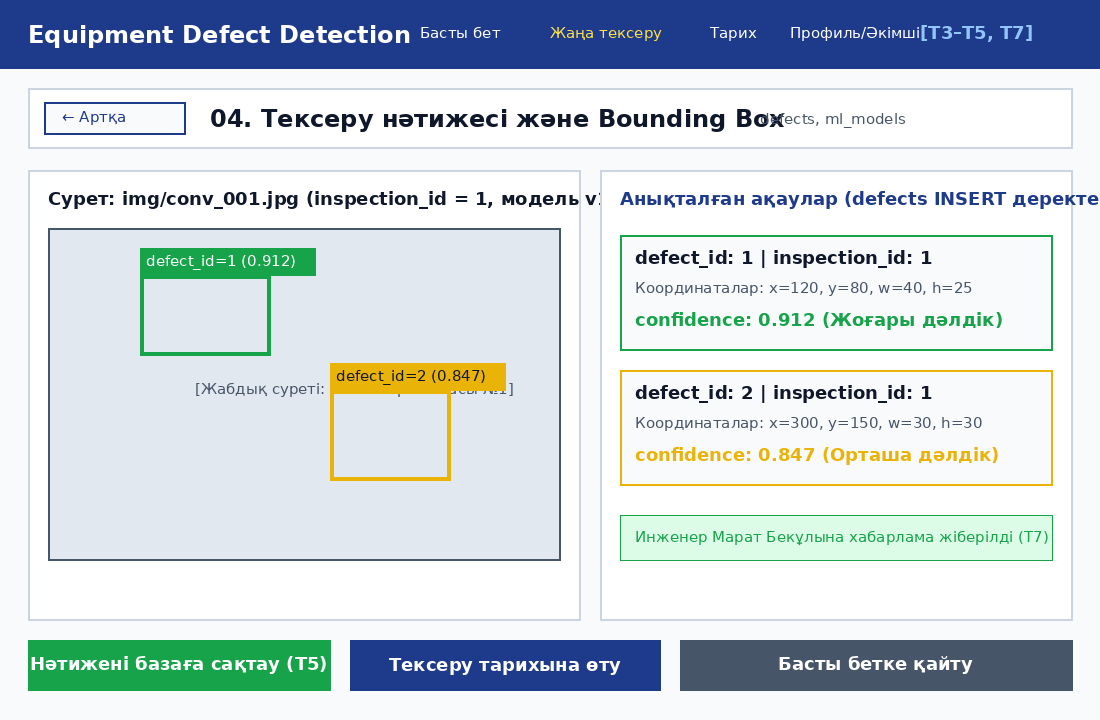 Equipment Defect Detection Басты бет Жаңа тексеру Тарих Профиль/Әкімші [T3–T5, T7]
← Артқа
04. Тексеру нәтижесі және Bounding Box
defects, ml_models
Сурет: img/conv_001.jpg (inspection_id = 1, модель v1
defect_id=1 (0.912)
defect_id=2 (0.847)
[Жабдық суреті: №1]
Анықталған ақаулар (defects INSERT деректе
defect_id: 1 | inspection_id: 1
Координаталар: x=120, y=80, w=40, h=25
confidence: 0.912 (Жоғары дәлдік)
defect_id: 2 | inspection_id: 1
Координаталар: x=300, y=150, w=30, h=30
confidence: 0.847 (Орташа дәлдік)
Инженер Марат Бекұлына хабарлама жіберілді (T7)
Нәтижені базаға сақтау (T5)
Тексеру тарихына өту
Басты бетке қайту